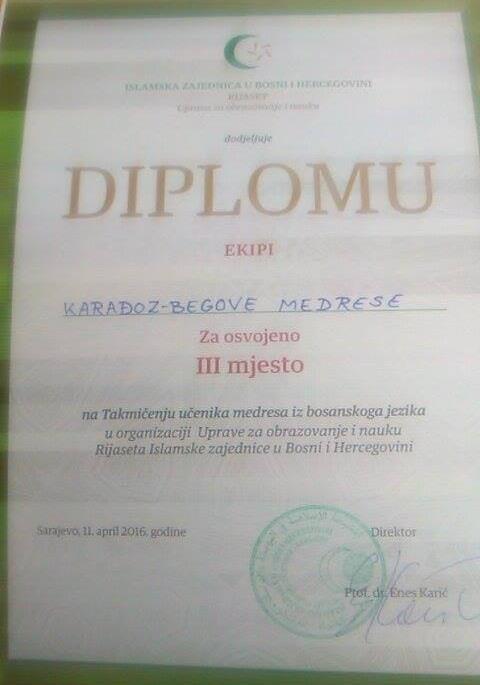 ISLAMSKA ZAJEDNICA U BOSNI I HERCEGOVINI
RIJASET
Uprava za obrazovanje i nauku
dodjeljuje
DIPLOMU
EKIPI
KARAĐOZ-BEGOVE MEDRESE
Za osvojeno
III mjesto
na Takmičenju učenika medresa iz bosanskoga jezika
u organizaciji Uprave za obrazovanje i nauku
Rijaseta Islamske zajednice u Bosni i Hercegovini
Sarajevo, 11. april 2016. godine
Direktor
Prof. dr. Enes Karić